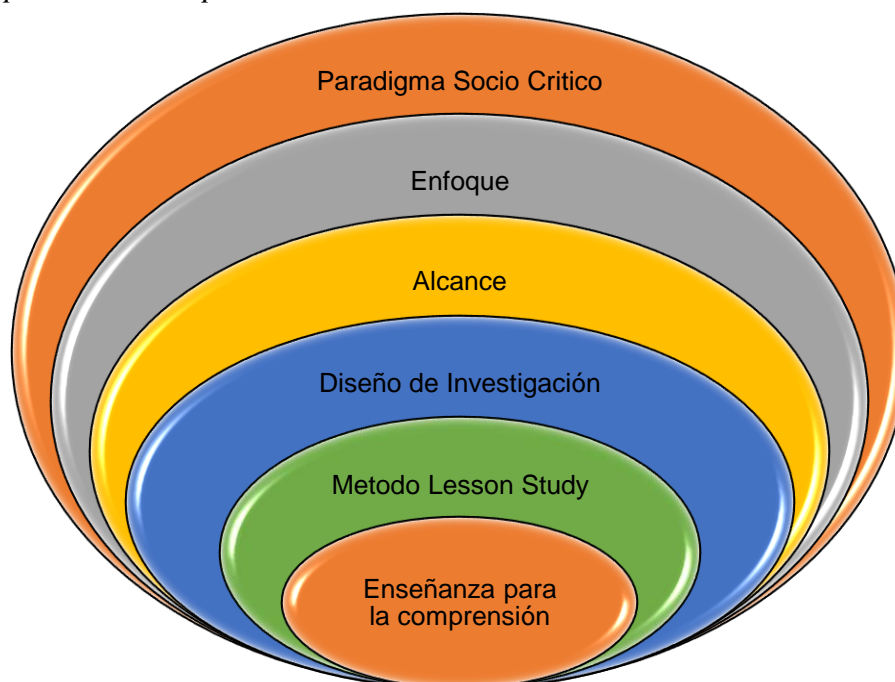 Paradigma Socio Critico
Enfoque
Alcance
Diseño de Investigación
Metodo Lesson Study
Enseñanza para
la comprensión